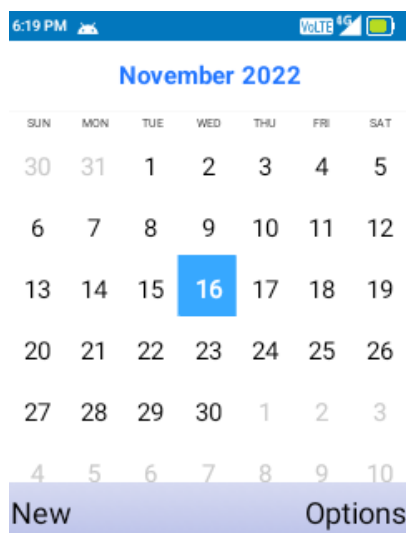 6:19 PM VoLTE 4G
November 2022
SUN MON TUE WED THU FRI SAT
30 31 1 2 3 4 5
6 7 8 9 10 11 12
13 14 15 16 17 18 19
20 21 22 23 24 25 26
27 28 29 30 1 2 3
4 5 6 7 8 9 10
New Options